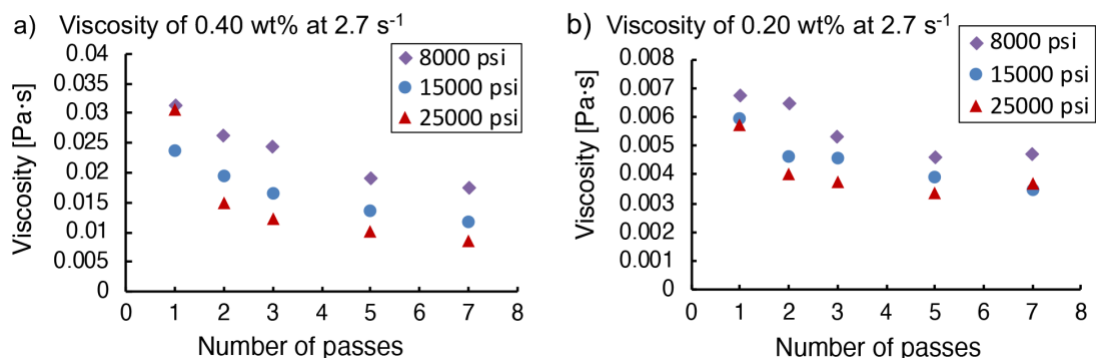 a) Viscosity of 0.40 wt% at 2.7 s⁻¹
8000 psi
15000 psi
25000 psi
Viscosity [Pa·s]
0.04
0.035
0.03
0.025
0.02
0.015
0.01
0.005
0
0 1 2 3 4 5 6 7 8
Number of passes
b) Viscosity of 0.20 wt% at 2.7 s⁻¹
8000 psi
15000 psi
25000 psi
Viscosity [Pa·s]
0.008
0.007
0.006
0.005
0.004
0.003
0.002
0.001
0
0 1 2 3 4 5 6 7 8
Number of passes